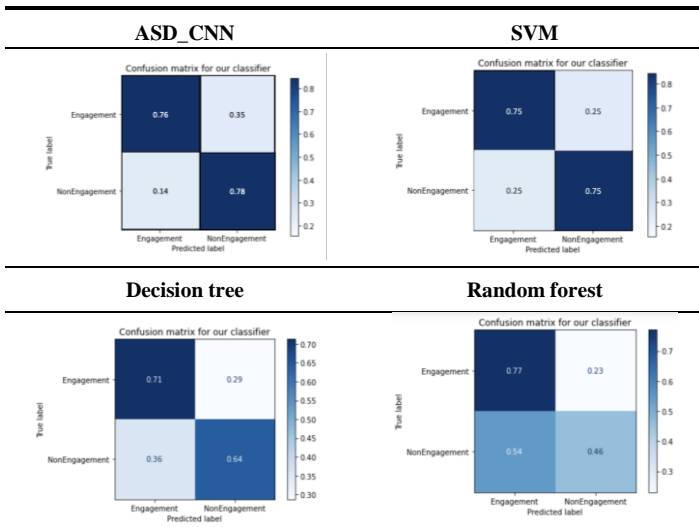 ASD_CNN
SVM
Confusion matrix for our classifier
Engagement
0.76
0.35
NonEngagement
0.14
0.78
True label
Engagement
NonEngagement
Predicted label
0.8
0.7
0.6
0.5
0.4
0.3
0.2
Confusion matrix for our classifier
Engagement
0.75
0.25
NonEngagement
0.25
0.75
True label
Engagement
NonEngagement
Predicted label
0.8
0.7
0.6
0.5
0.4
0.3
0.2
Decision tree
Random forest
Confusion matrix for our classifier
Engagement
0.71
0.29
NonEngagement
0.36
0.64
True label
Engagement
NonEngagement
Predicted label
0.70
0.65
0.60
0.55
0.50
0.45
0.40
0.35
0.30
Confusion matrix for our classifier
Engagement
0.77
0.23
NonEngagement
0.54
0.46
True label
Engagement
NonEngagement
Predicted label
0.7
0.6
0.5
0.4
0.3